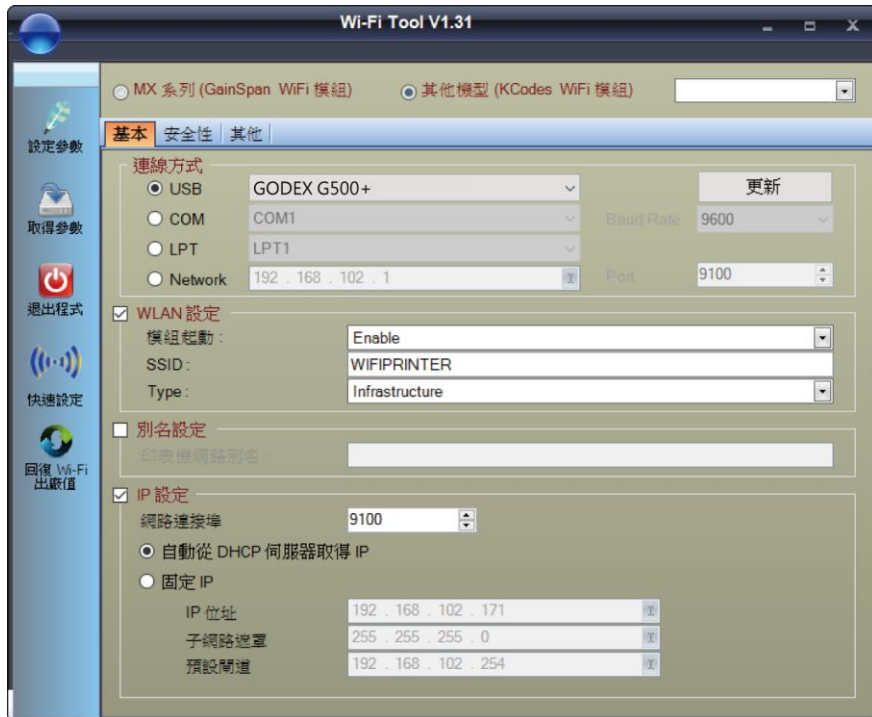 Wi-Fi Tool V1.31
MX 系列 (GainSpan WiFi 模組) 其他機型 (KCodes WiFi 模組)
設定參數
取得參數
退出程式
快速設定
回復 Wi-Fi
出廠值
基本 安全性 其他
連線方式
USB GODEX G500+ 更新
COM COM1 Baud Rate 9600
LPT LPT1
Network 192 . 168 . 102 . 1 Port 9100
WLAN 設定
模組起動 : Enable
SSID : WIFIPRINTER
Type : Infrastructure
別名設定
印表機網路別名 :
IP 設定
網路連接埠 9100
自動從 DHCP 伺服器取得 IP
固定 IP
IP 位址 192 . 168 . 102 . 171
子網路遮罩 255 . 255 . 255 . 0
預設閘道 192 . 168 . 102 . 254